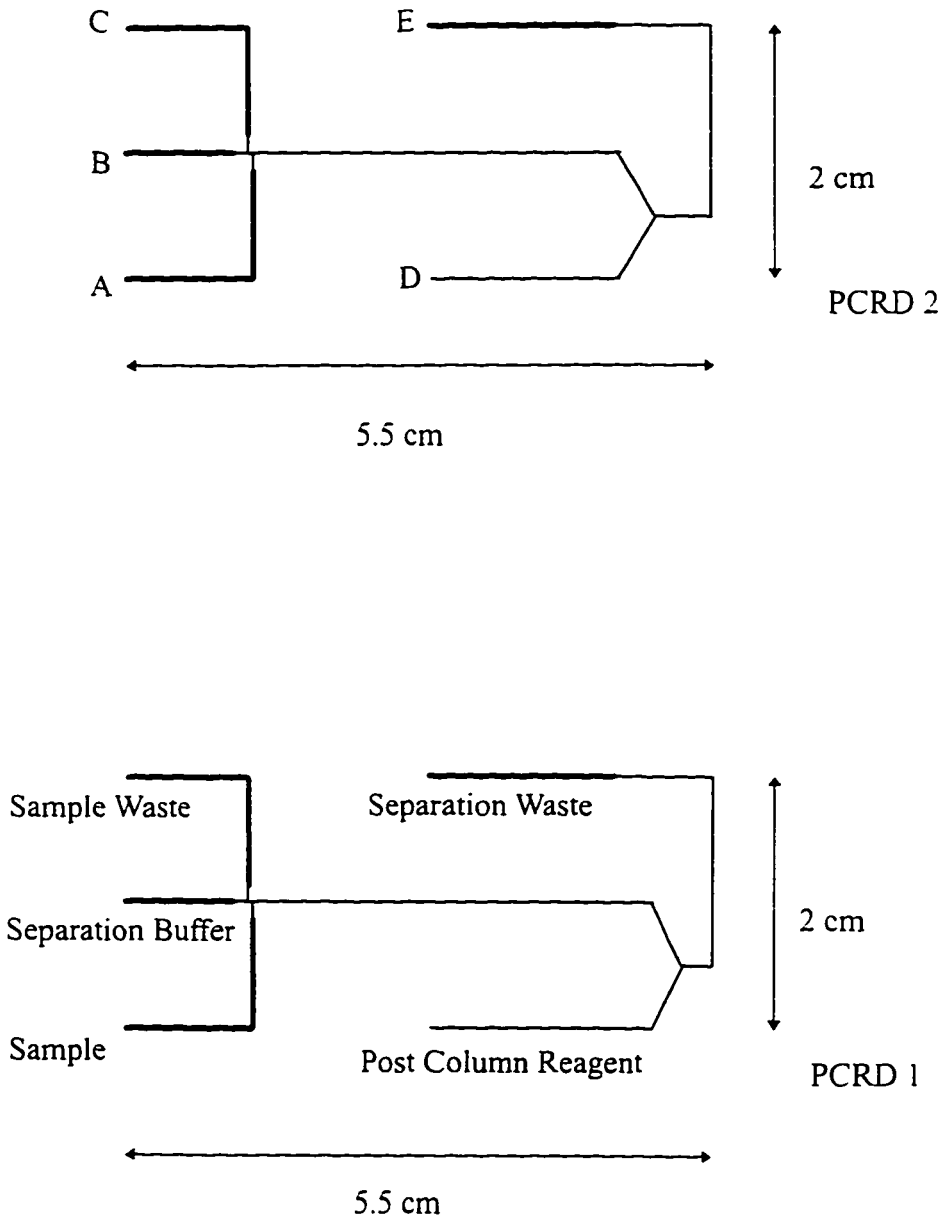 C
E
B
2 cm
A
D
PCRD 2
5.5 cm
Sample Waste
Separation Waste
Separation Buffer
2 cm
Sample
Post Column Reagent
PCRD 1
5.5 cm